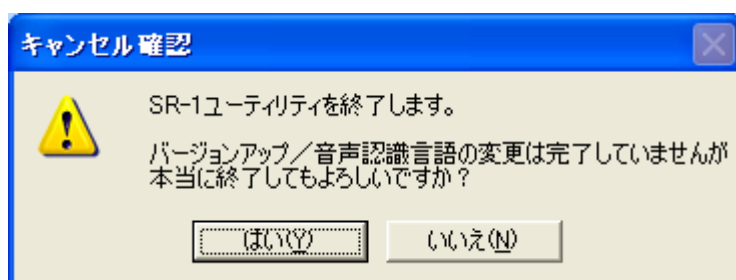 キャンセル確認
SR-1ユーティリティを終了します。
バージョンアップ／音声認識言語の変更は完了していませんが
本当に終了してもよろしいですか？
はい(Y) いいえ(N)